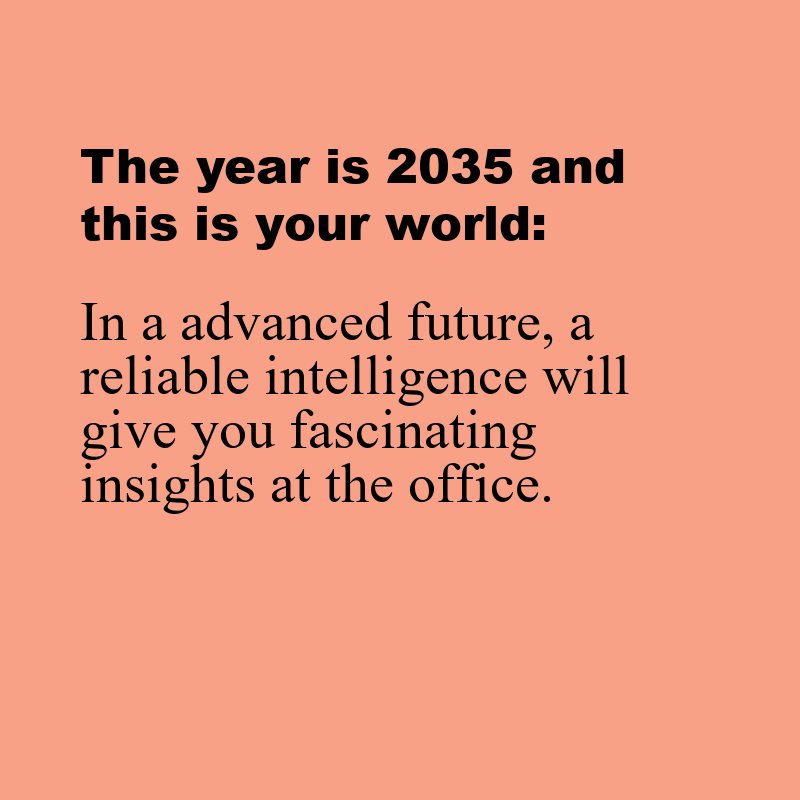 The year is 2035 and
this is your world:
In a advanced future, a
reliable intelligence will
give you fascinating
insights at the office.